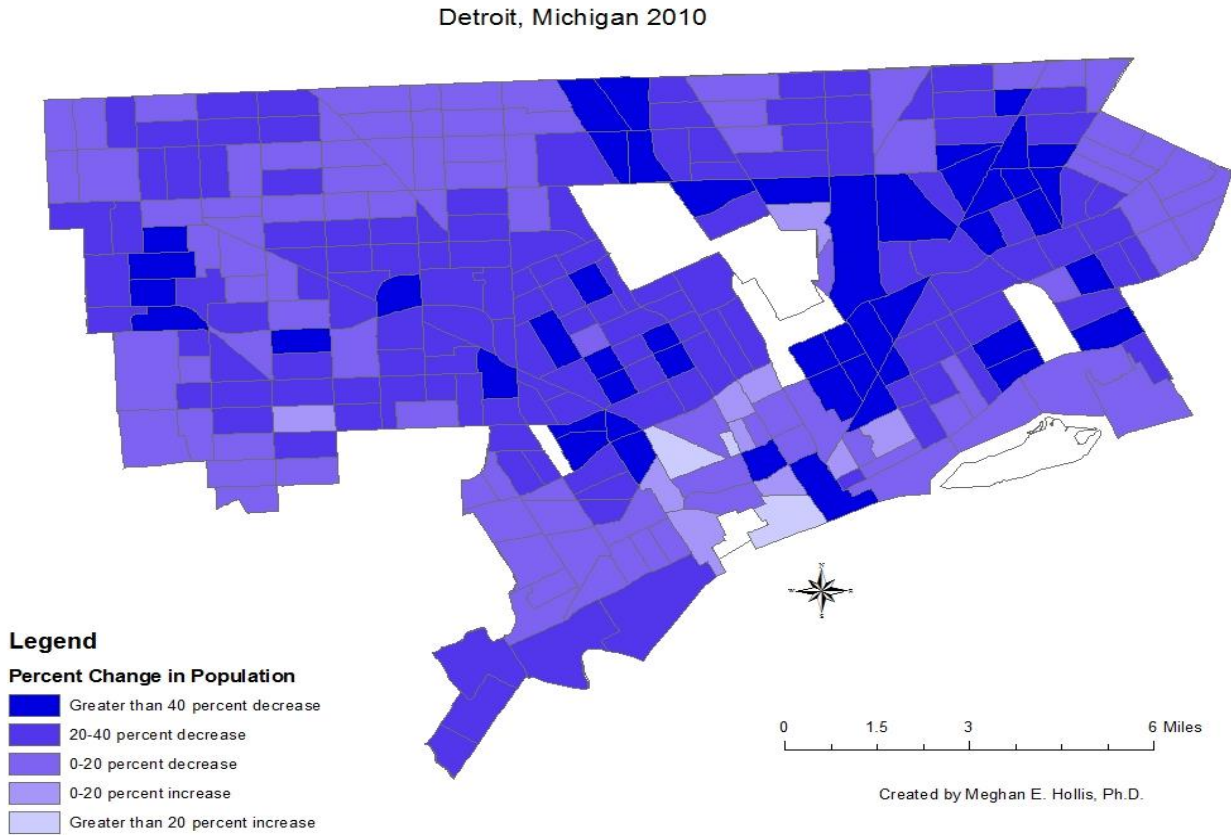 Detroit, Michigan 2010
N
W
E
S
Legend
Percent Change in Population
Greater than 40 percent decrease
20-40 percent decrease
0-20 percent decrease
0-20 percent increase
Greater than 20 percent increase
0 1.5 3 6 Miles
Created by Meghan E. Hollis, Ph.D.